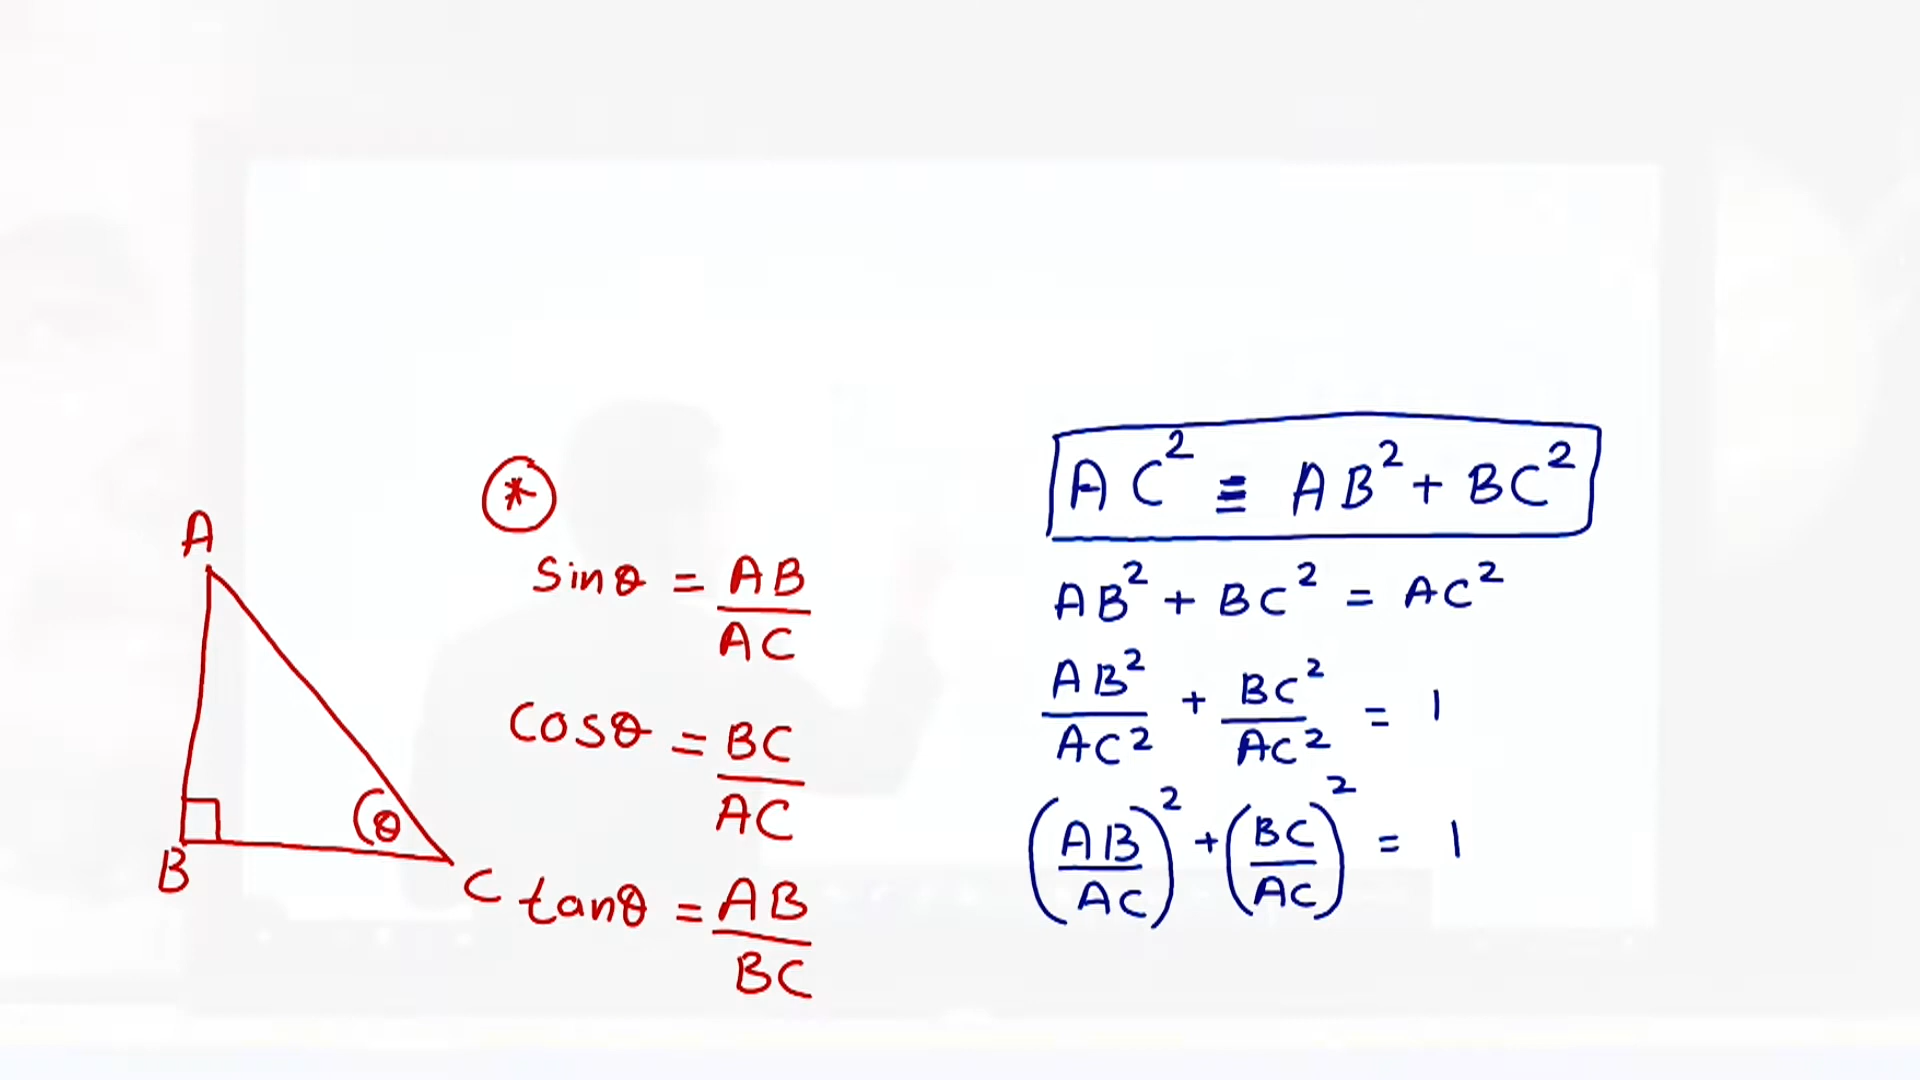 A
B
C
θ
*
sinθ = AB/AC
cosθ = BC/AC
tanθ = AB/BC
AC² ≡ AB² + BC²
AB² + BC² = AC²
AB²/AC² + BC²/AC² = 1
(AB/AC)² + (BC/AC)² = 1